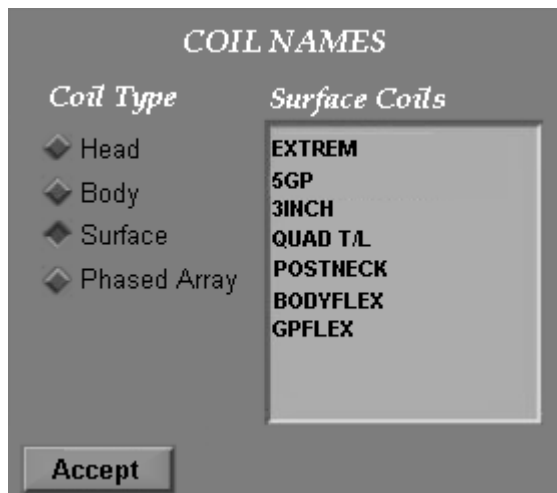 COIL NAMES
Coil Type
Head
Body
Surface
Phased Array
Surface Coils
EXTREM
5GP
3INCH
QUAD T/L
POSTNECK
BODYFLEX
GPFLEX
Accept